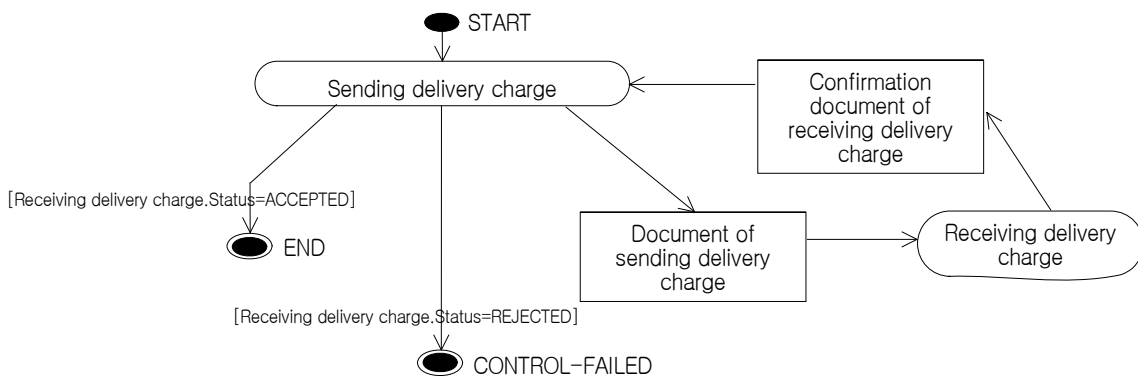 START
Sending delivery charge
Confirmation
document of
receiving delivery
charge
[Receiving delivery charge.Status=ACCEPTED]
END
Document of
sending delivery
charge
Receiving delivery
charge
[Receiving delivery charge.Status=REJECTED]
CONTROL-FAILED